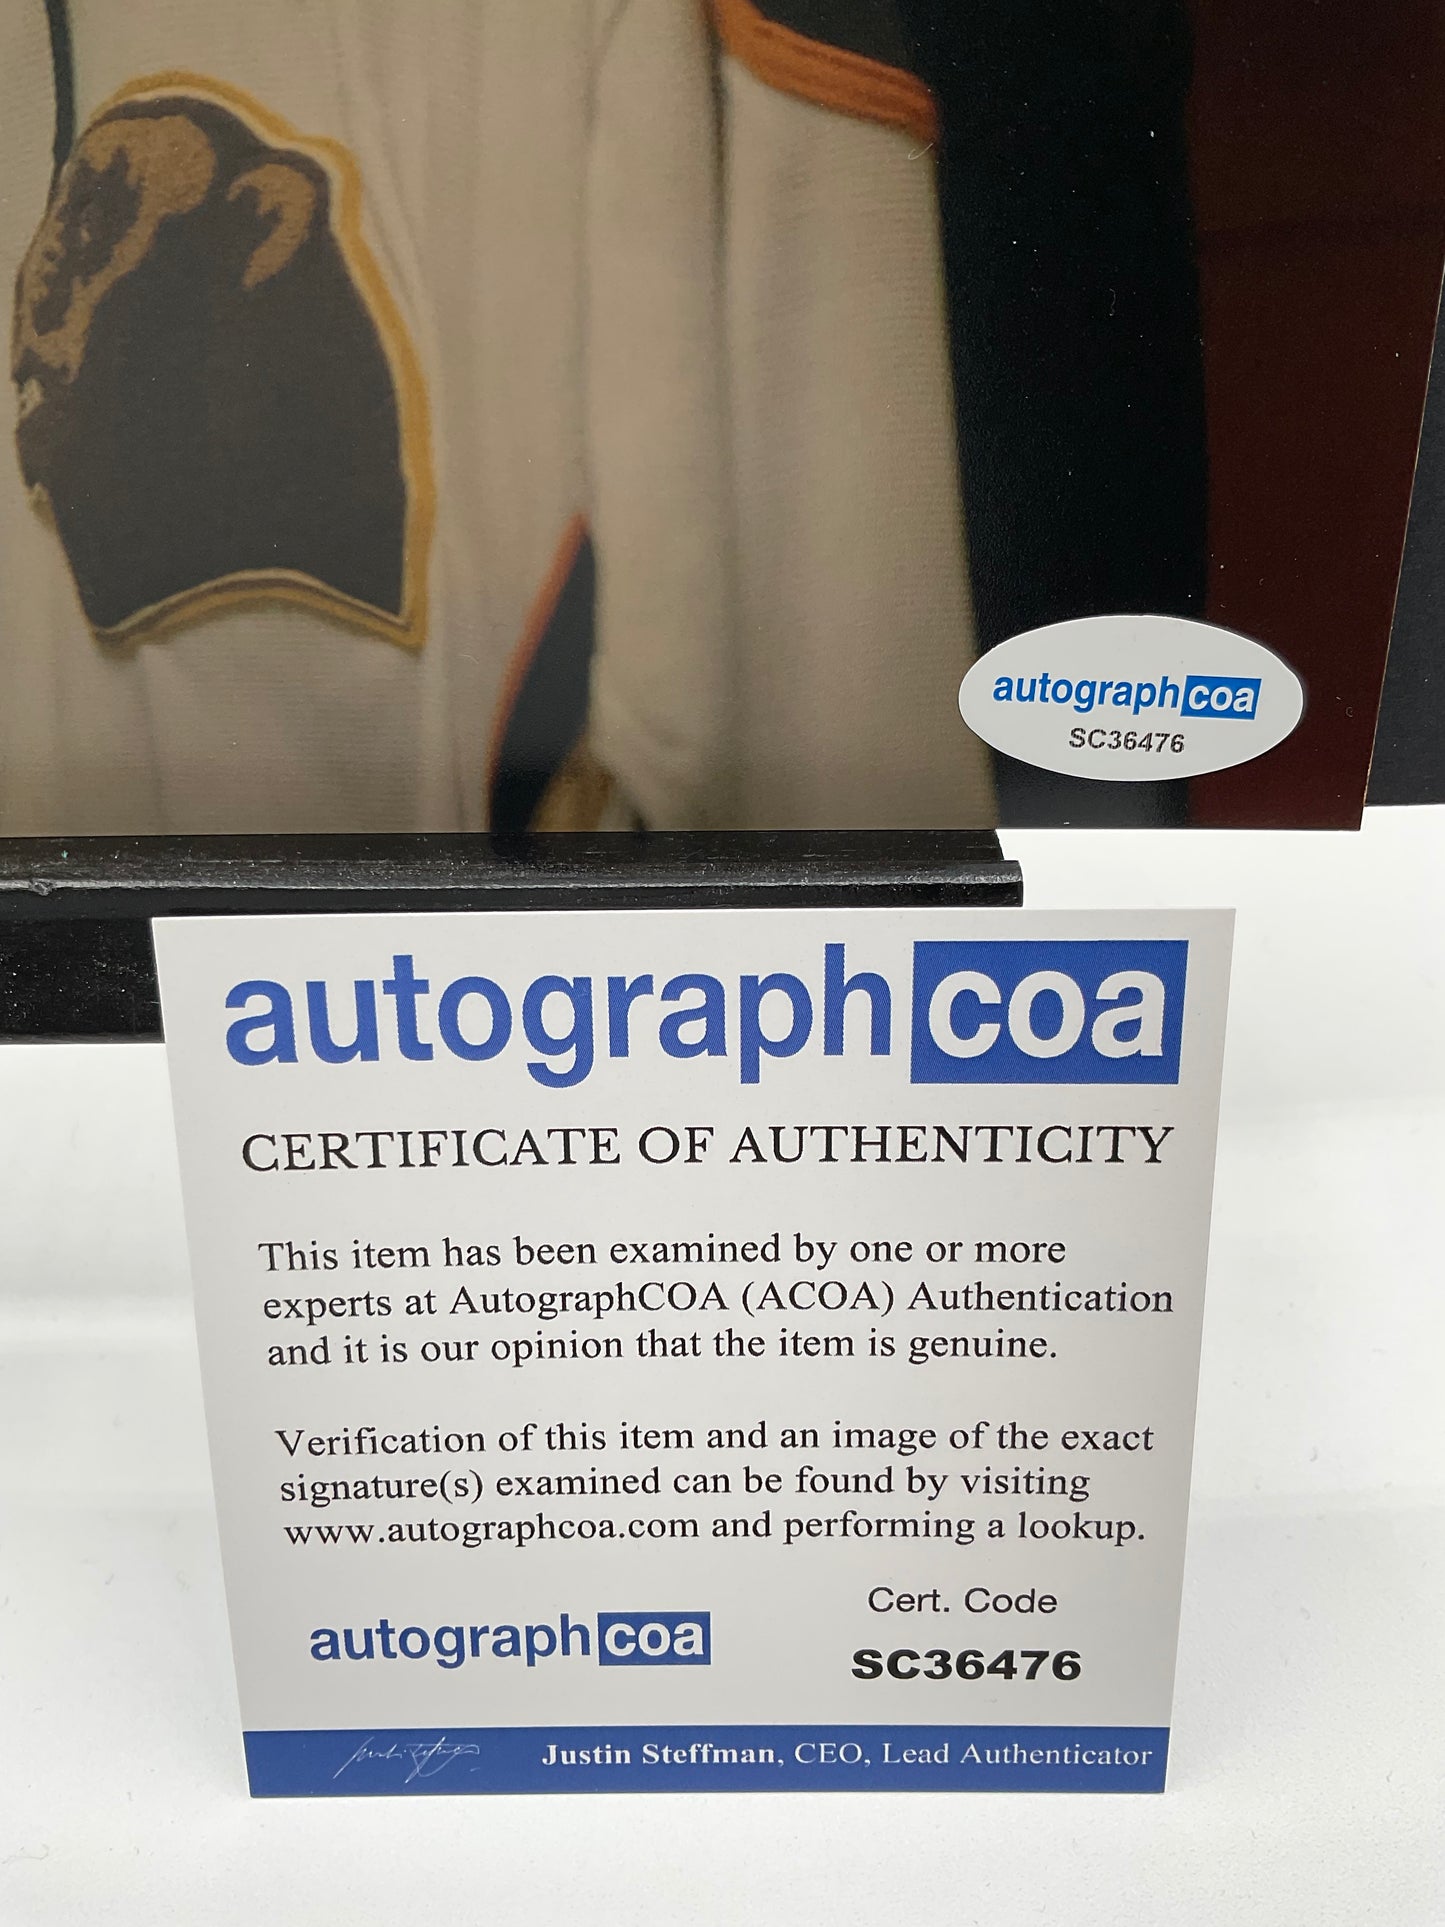 autographcoa
SC36476
autographcoa
CERTIFICATE OF AUTHENTICITY
This item has been examined by one or more
experts at AutographCOA (ACOA) Authentication
and it is our opinion that the item is genuine.
Verification of this item and an image of the exact
signature(s) examined can be found by visiting
www.autographcoa.com and performing a lookup.
Cert. Code
autographcoa
SC36476
Justin Steffman, CEO, Lead Authenticator